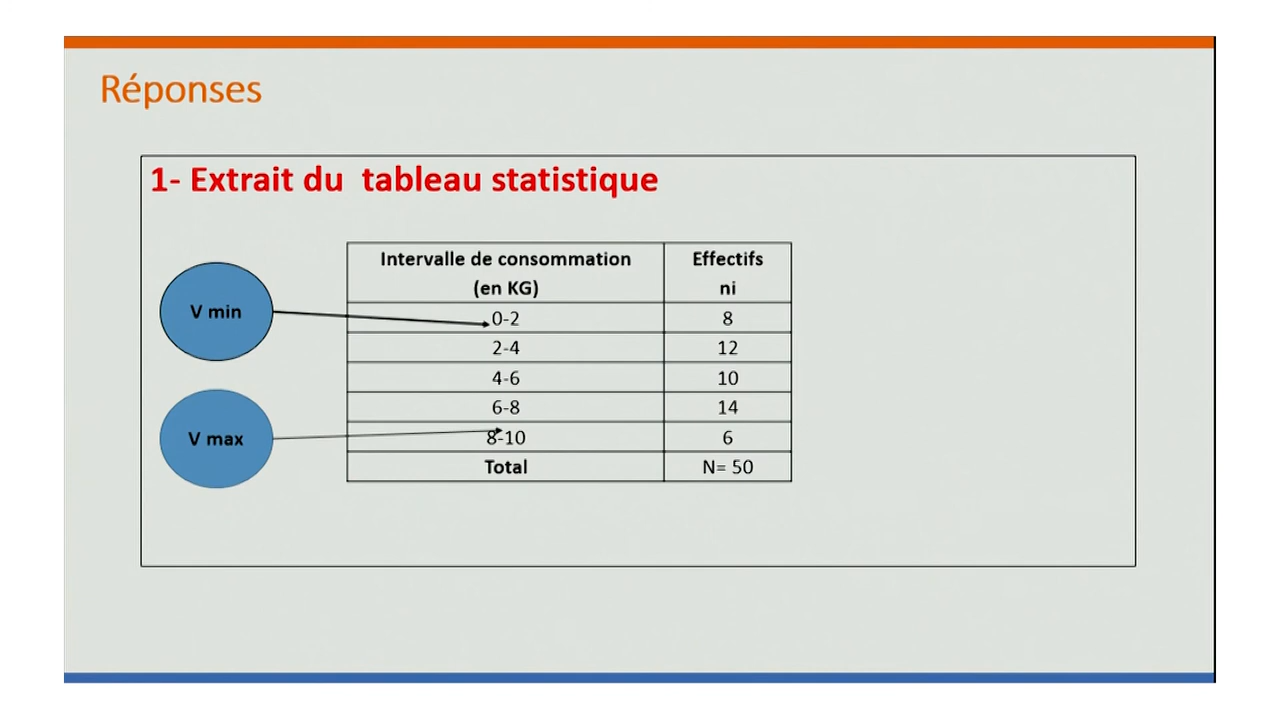 Réponses
1- Extrait du tableau statistique
Intervalle de consommation Effectifs
(en KG) ni
V min
0-2 8
2-4 12
4-6 10
6-8 14
V max
8-10 6
Total N= 50